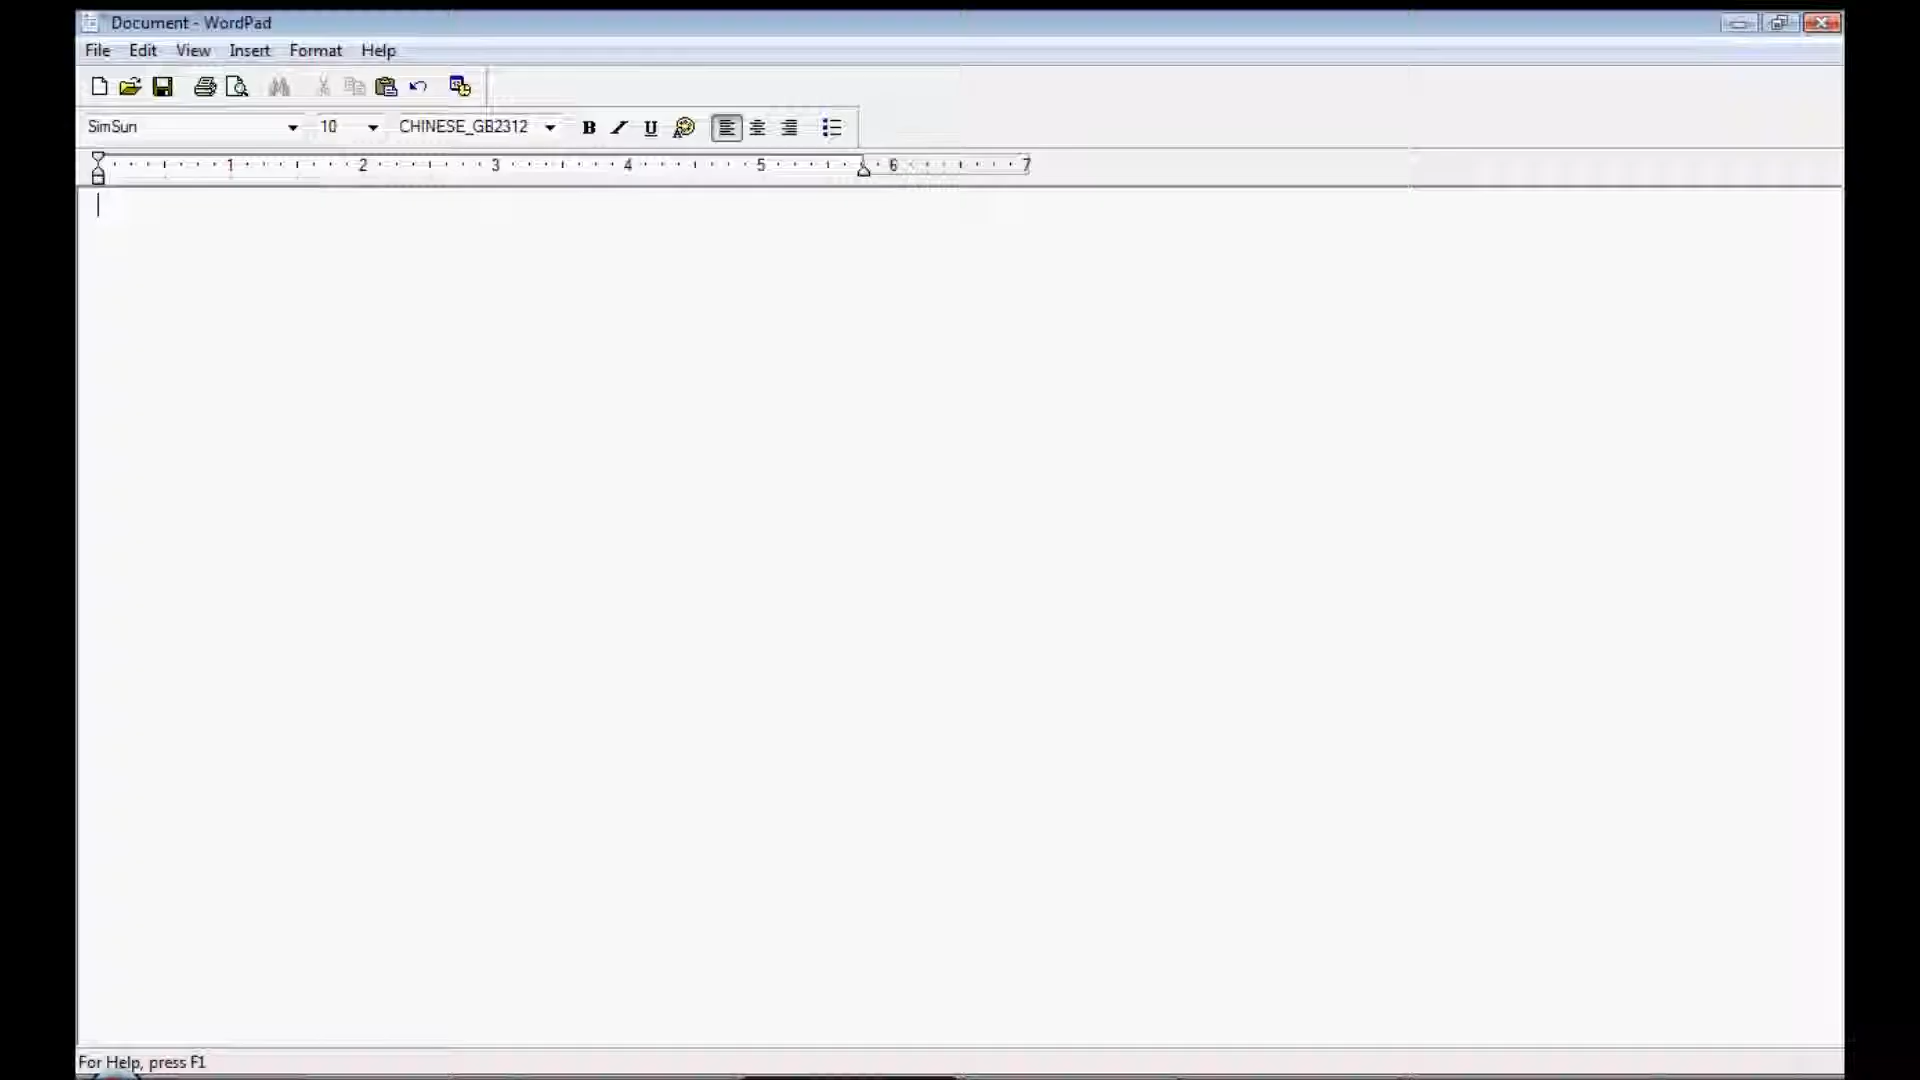 Document - WordPad
File Edit View Insert Format Help
SimSun 10 CHINESE_GB2312 B U
1 2 3 4 5 6 7
For Help, press F1